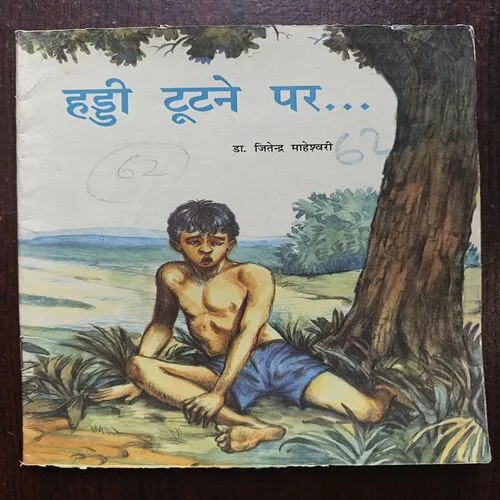 हड्डी टूटने पर...
डा. जितेन्द्र माहेश्वरी
62
62